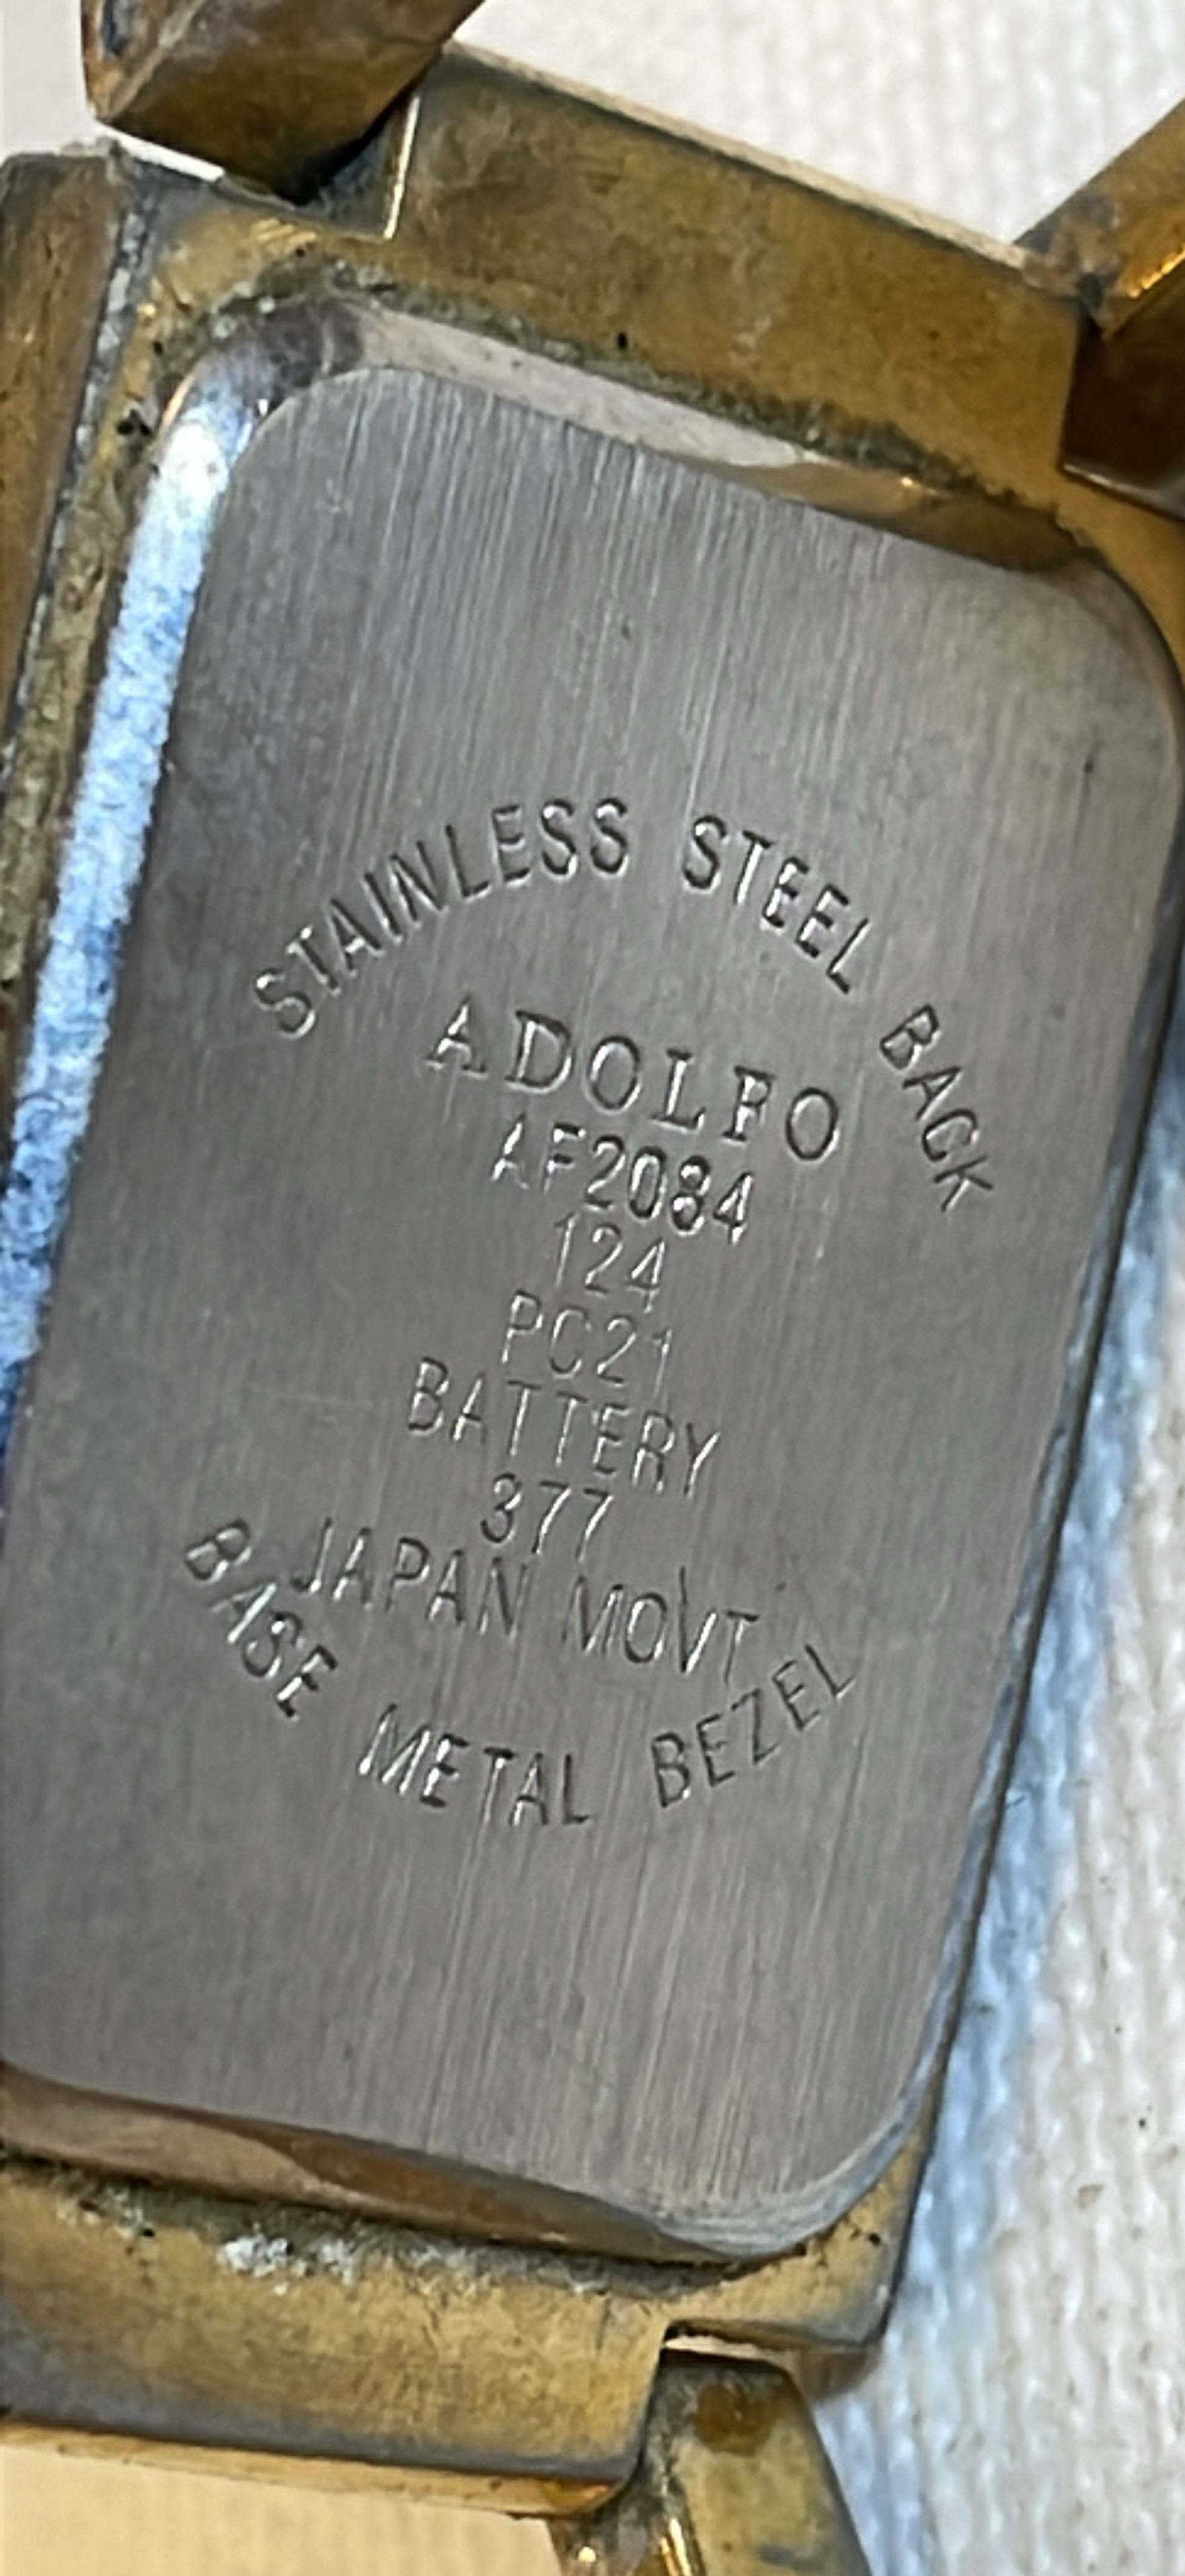 STAINLESS STEEL BACK
ADOLFO
AF2084
124
PC21
BATTERY
377
JAPAN MOVT
BASE METAL BEZEL